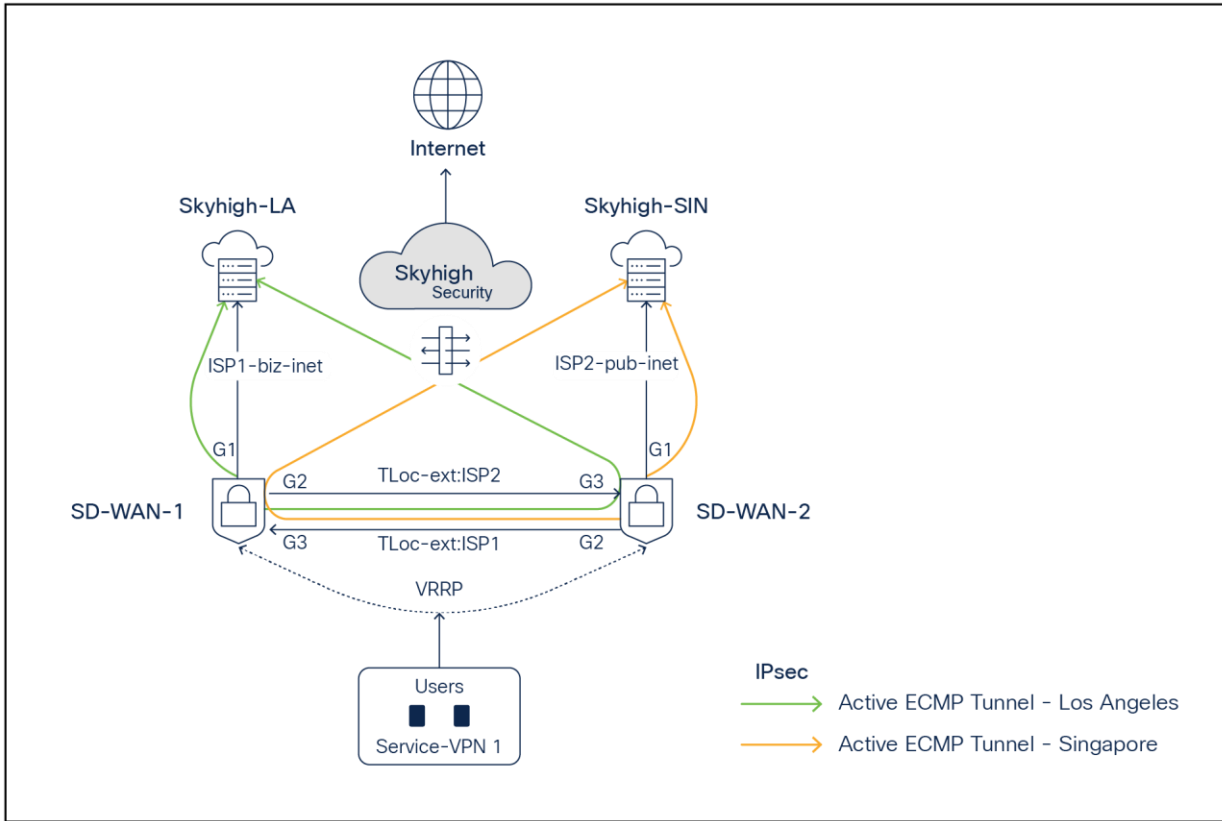 Internet
Skyhigh-LA
Skyhigh-SIN
Skyhigh
Security
ISP1-biz-inet
ISP2-pub-inet
G1
G1
G2
TLoc-ext:ISP2
G3
SD-WAN-1
SD-WAN-2
G3
TLoc-ext:ISP1
G2
VRRP
Users
Service-VPN 1
IPsec
Active ECMP Tunnel - Los Angeles
Active ECMP Tunnel - Singapore